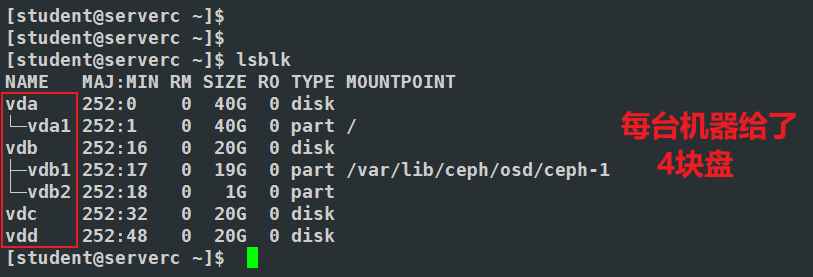 [student@serverc ~]$
[student@serverc ~]$
[student@serverc ~]$ lsblk
NAME   MAJ:MIN RM SIZE RO TYPE MOUNTPOINT
vda    252:0    0  40G  0 disk
└─vda1 252:1    0  40G  0 part /
vdb    252:16   0  20G  0 disk
├─vdb1 252:17   0  19G  0 part /var/lib/ceph/osd/ceph-1
└─vdb2 252:18   0   1G  0 part
vdc    252:32   0  20G  0 disk
vdd    252:48   0  20G  0 disk
[student@serverc ~]$
每台机器给了
4块盘